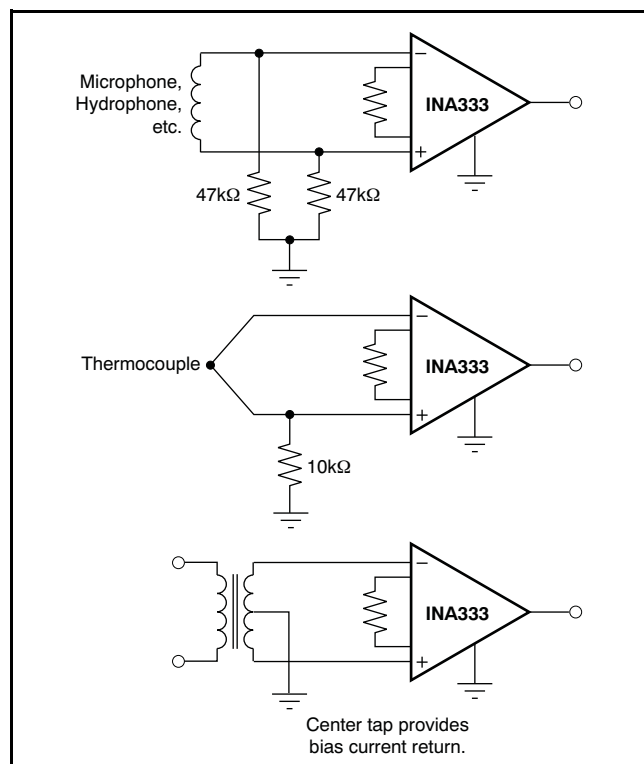 Microphone,
Hydrophone,
etc.
−
INA333
+
47kΩ 47kΩ
−
Thermocouple INA333
+
10kΩ
−
INA333
+
Center tap provides
bias current return.